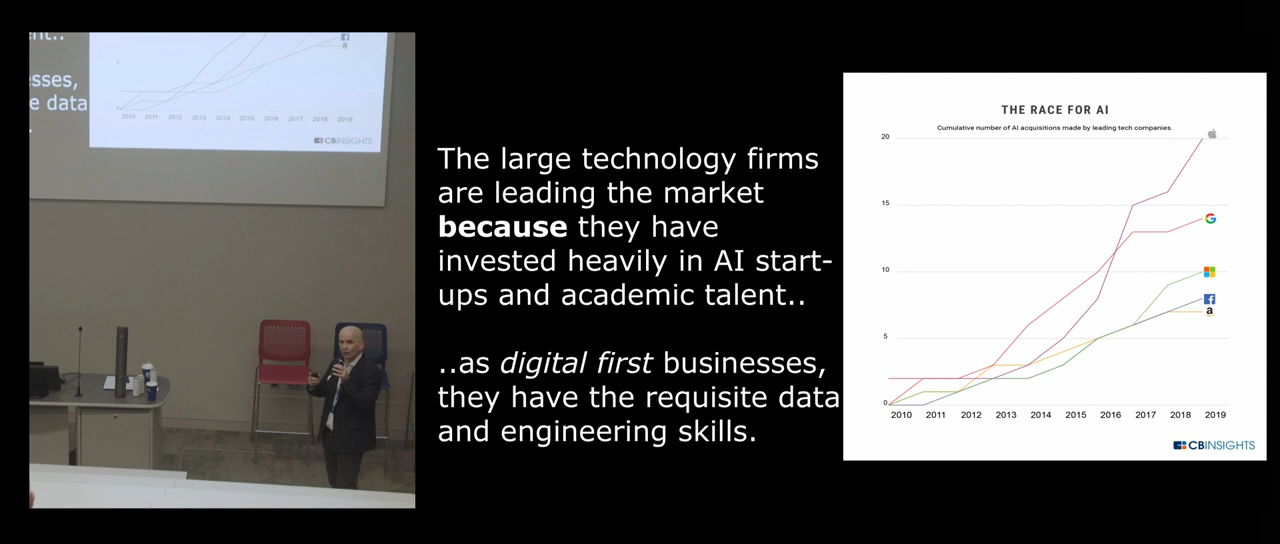 ent..
esses,
e data
.
2010 2011 2012 2013 2014 2015 2016 2017 2018 2019
CBINSIGHTS
The large technology firms
are leading the market
because they have
invested heavily in AI start-
ups and academic talent..
..as digital first businesses,
they have the requisite data
and engineering skills.
THE RACE FOR AI
Cumulative number of AI acquisitions made by leading tech companies.
20
15
10
5
0
2010 2011 2012 2013 2014 2015 2016 2017 2018 2019
CBINSIGHTS